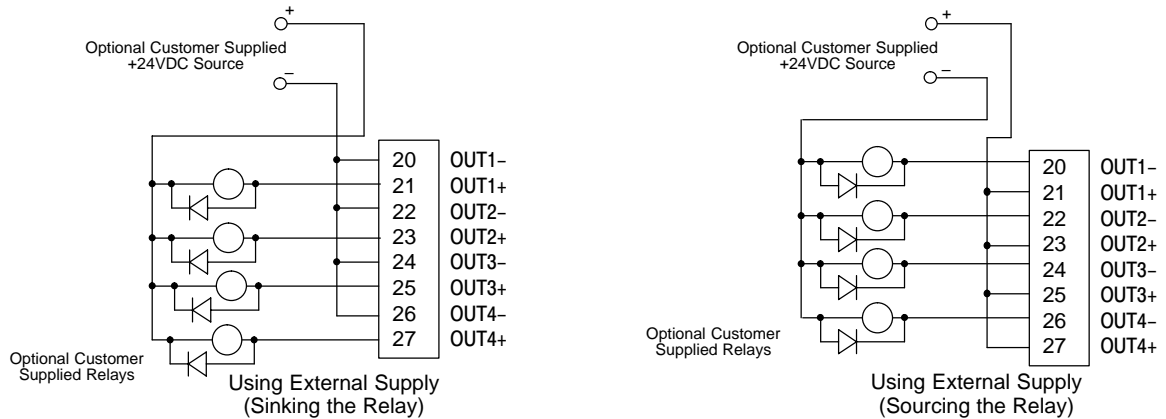 +
Optional Customer Supplied
+24VDC Source
–
20 OUT1–
21 OUT1+
22 OUT2–
23 OUT2+
24 OUT3–
25 OUT3+
26 OUT4–
27 OUT4+
Optional Customer
Supplied Relays
Using External Supply
(Sinking the Relay)
+
Optional Customer Supplied
+24VDC Source
–
20 OUT1–
21 OUT1+
22 OUT2–
23 OUT2+
24 OUT3–
25 OUT3+
26 OUT4–
27 OUT4+
Optional Customer
Supplied Relays
Using External Supply
(Sourcing the Relay)